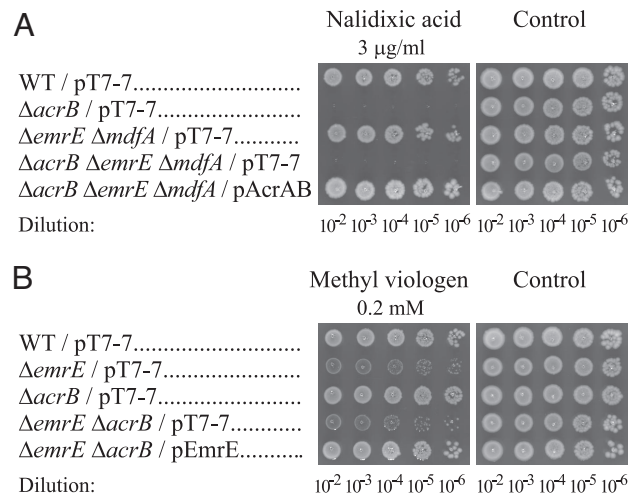 A
Nalidixic acid Control
3 µg/ml
WT / pT7-7............................
ΔacrB / pT7-7.......................
ΔemrE ΔmdfA / pT7-7...........
ΔacrB ΔemrE ΔmdfA / pT7-7
ΔacrB ΔemrE ΔmdfA / pAcrAB
Dilution: 10-2 10-3 10-4 10-5 10-6 10-2 10-3 10-4 10-5 10-6
B
Methyl viologen Control
0.2 mM
WT / pT7-7............................
ΔemrE / pT7-7.......................
ΔacrB / pT7-7........................
ΔemrE ΔacrB / pT7-7............
ΔemrE ΔacrB / pEmrE...........
Dilution: 10-2 10-3 10-4 10-5 10-6 10-2 10-3 10-4 10-5 10-6